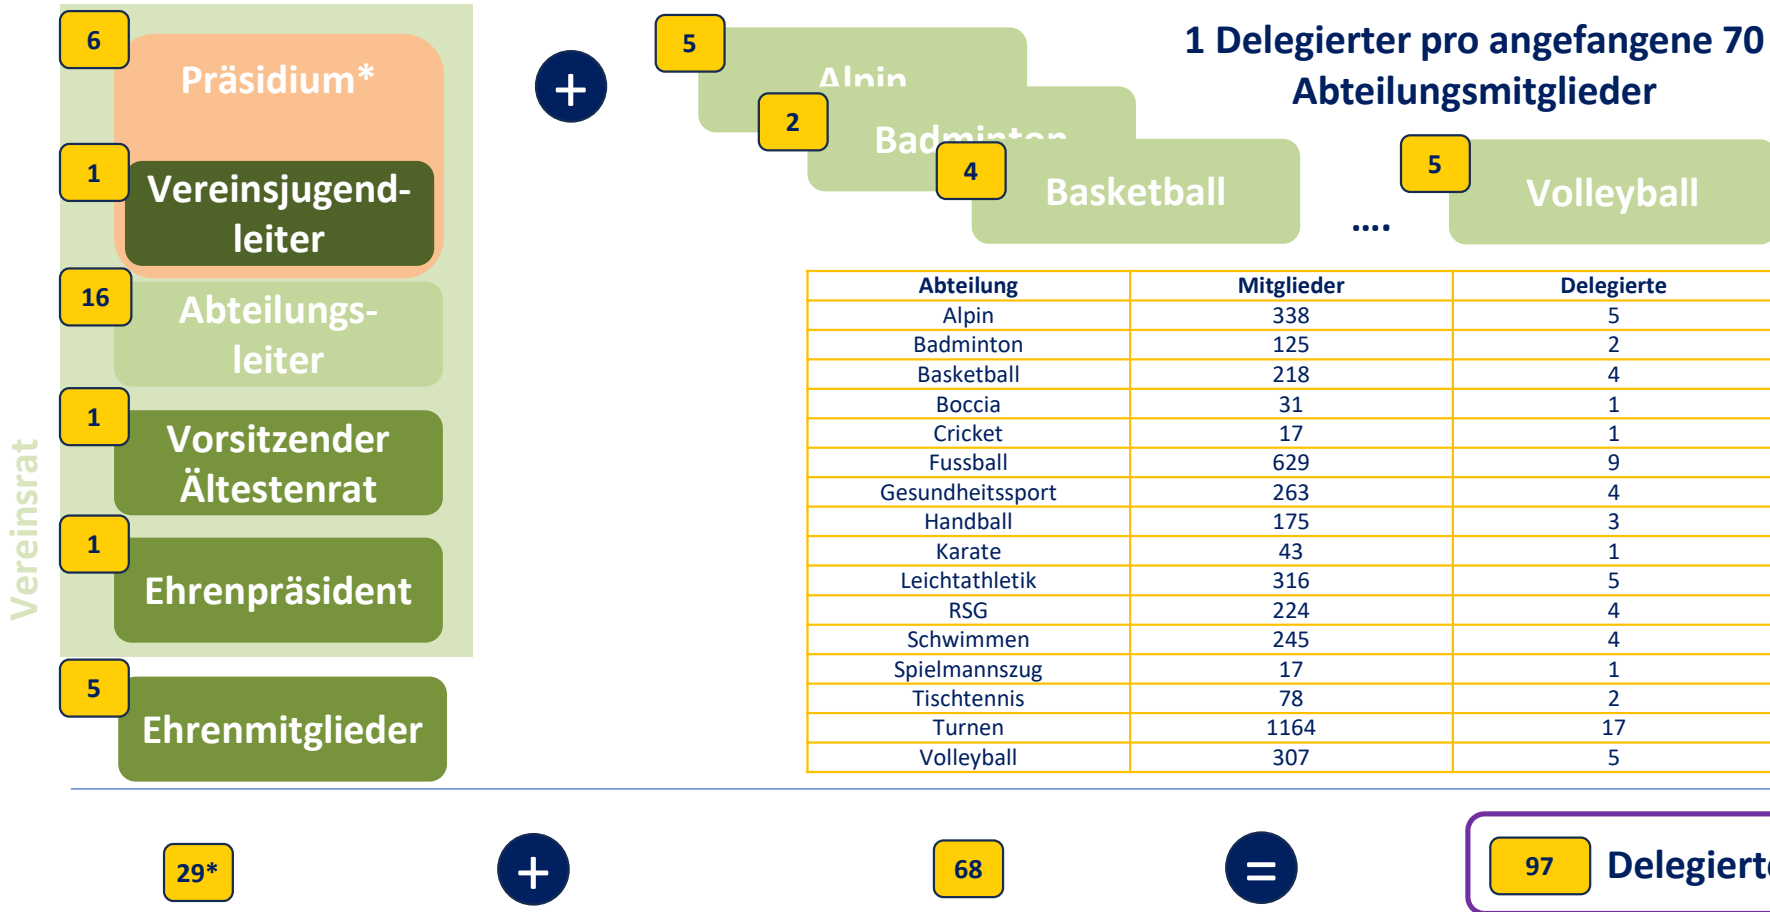 6
Präsidium*
1
Vereinsjugend-
leiter
16
Abteilungs-
leiter
1
Vorsitzender
Ältestenrat
1
Ehrenpräsident
Vereinsrat
5
Ehrenmitglieder
+
5
Alpin
2
Badminton
4
Basketball
....
5
Volleyball
1 Delegierter pro angefangene 70
Abteilungsmitglieder
Abteilung Mitglieder Delegierte
Alpin 338 5
Badminton 125 2
Basketball 218 4
Boccia 31 1
Cricket 17 1
Fussball 629 9
Gesundheitssport 263 4
Handball 175 3
Karate 43 1
Leichtathletik 316 5
RSG 224 4
Schwimmen 245 4
Spielmannszug 17 1
Tischtennis 78 2
Turnen 1164 17
Volleyball 307 5
29* + 68 = 97 Delegierte